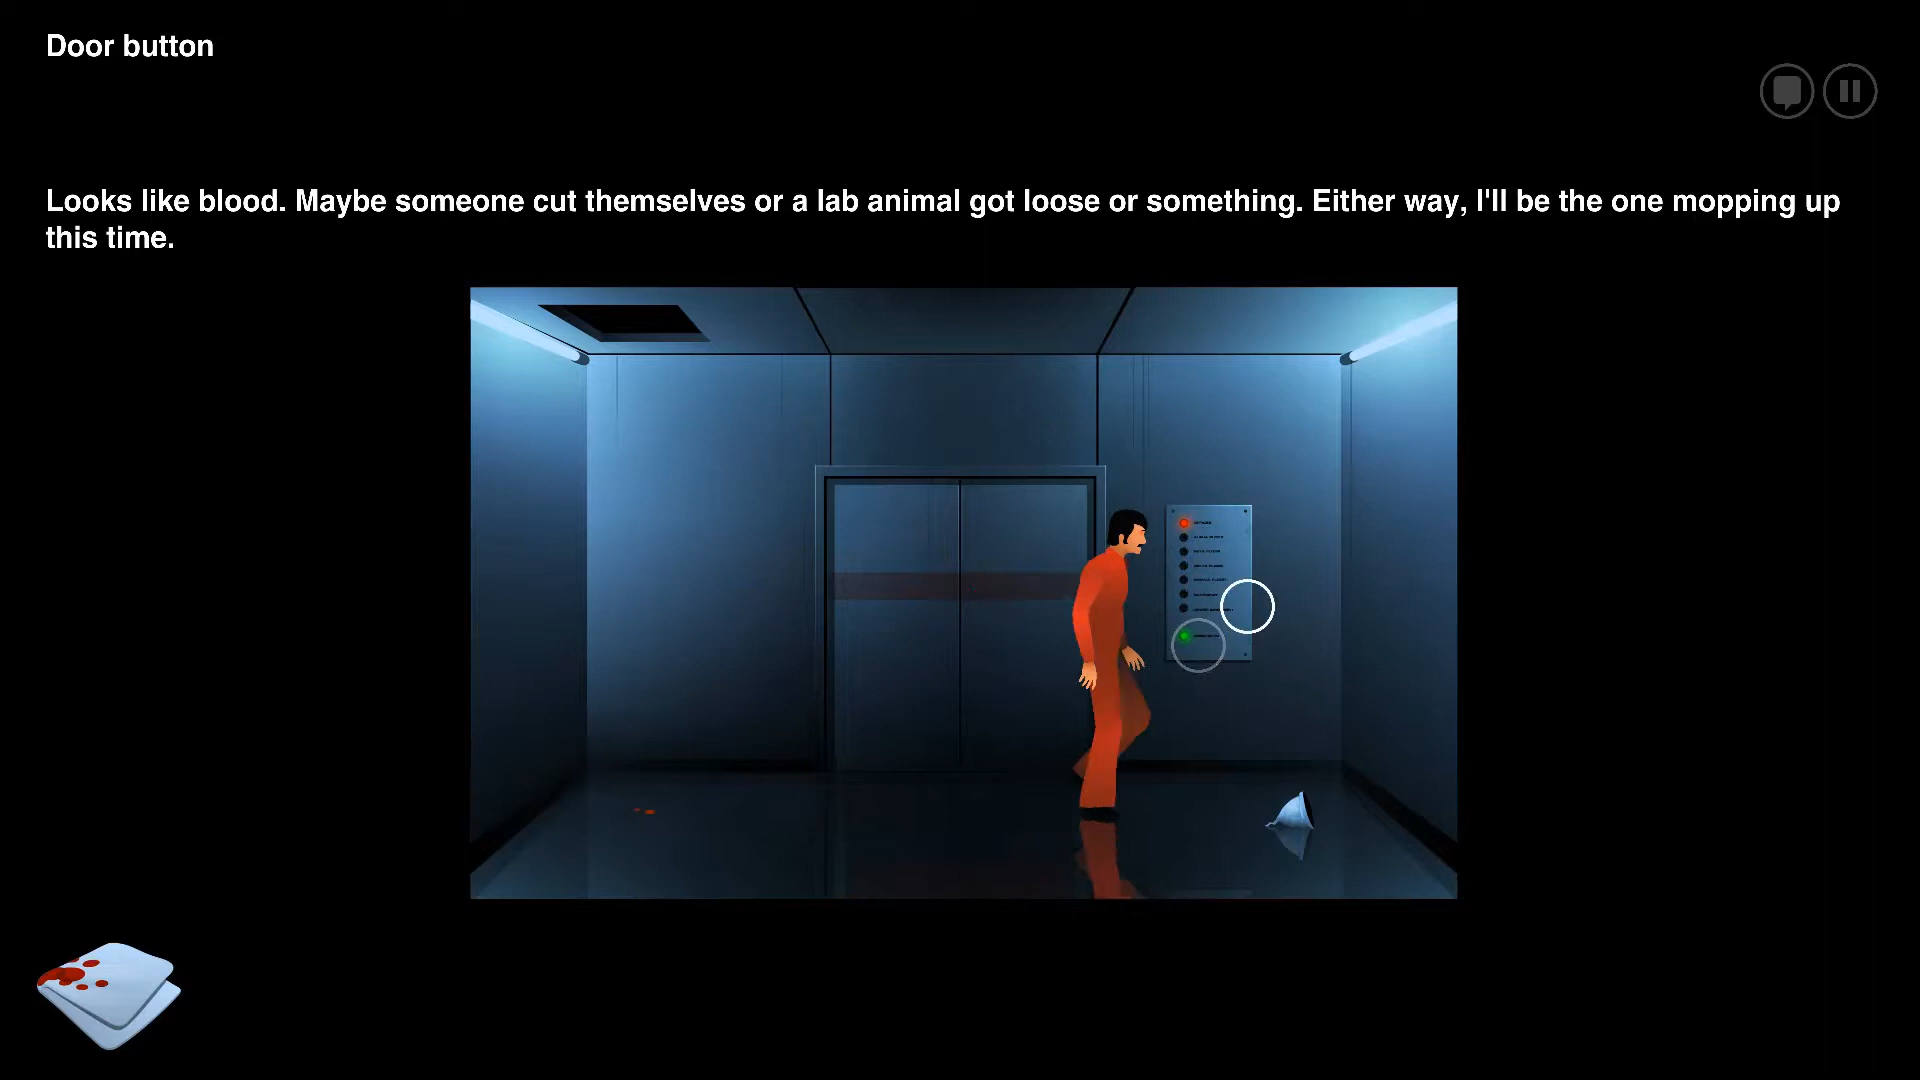 Door button
Looks like blood. Maybe someone cut themselves or a lab animal got loose or something. Either way, I'll be the one mopping up
this time.